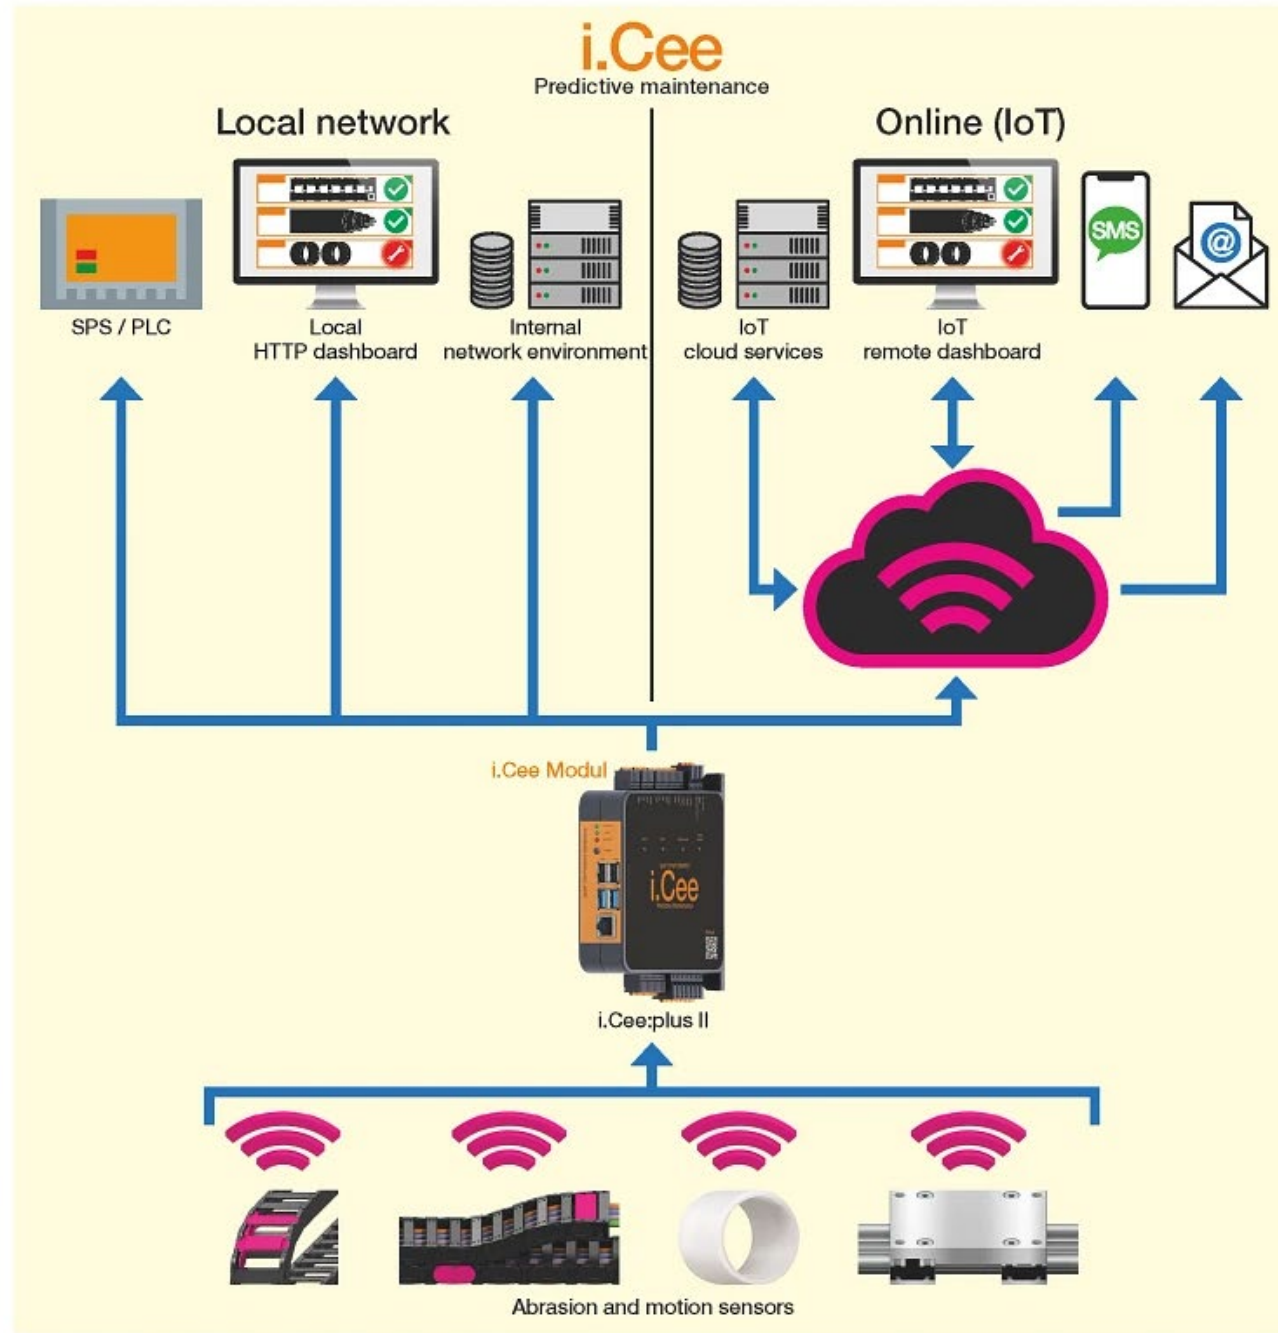 i.Cee
Predictive maintenance
Local network
Online (IoT)
SPS / PLC
Local
HTTP dashboard
Internal
network environment
IoT
cloud services
IoT
remote dashboard
SMS
@
i.Cee Modul
i.Cee
i.Cee:plus II
Abrasion and motion sensors